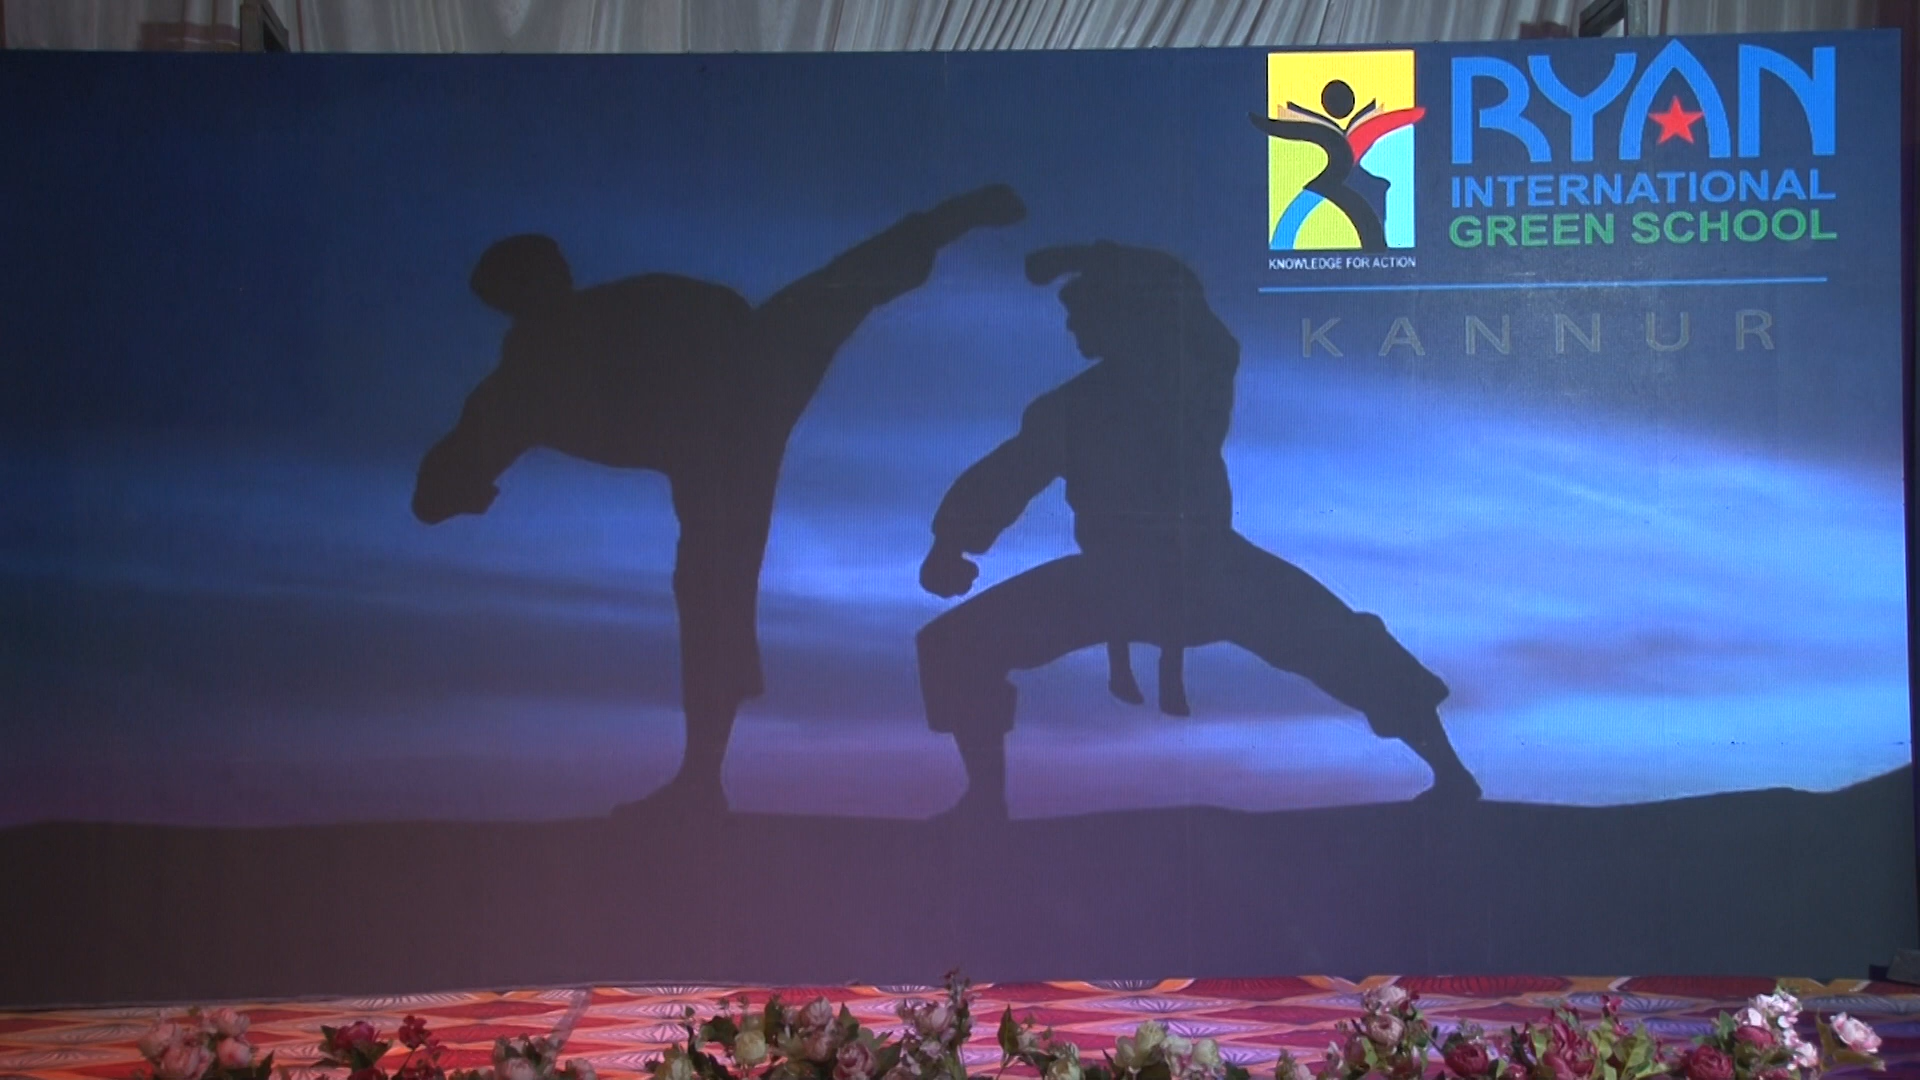 RYAN
INTERNATIONAL
GREEN SCHOOL
KNOWLEDGE FOR ACTION
KANNUR